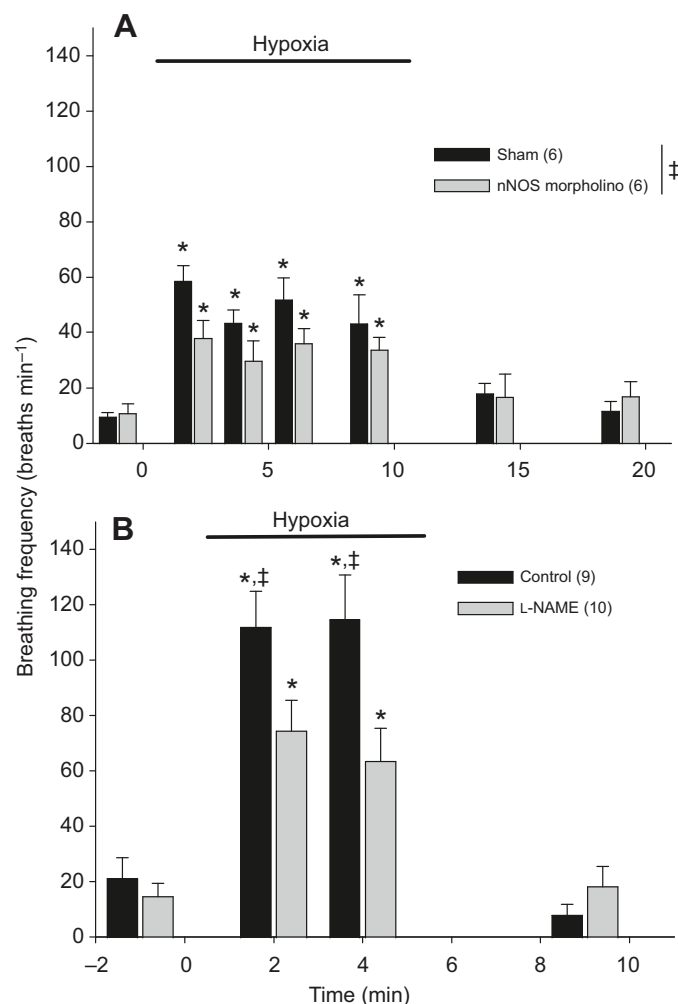 A
Hypoxia
140
120
100
80
60
40
20
0
Sham (6)
nNOS morpholino (6)
‡
*
*
*
*
*
*
*
*
0 5 10 15 20
Breathing frequency (breaths min⁻¹)
B
Hypoxia
140
120
100
80
60
40
20
0
Control (9)
L-NAME (10)
*,‡
*
*,‡
*
–2 0 2 4 6 8 10
Time (min)